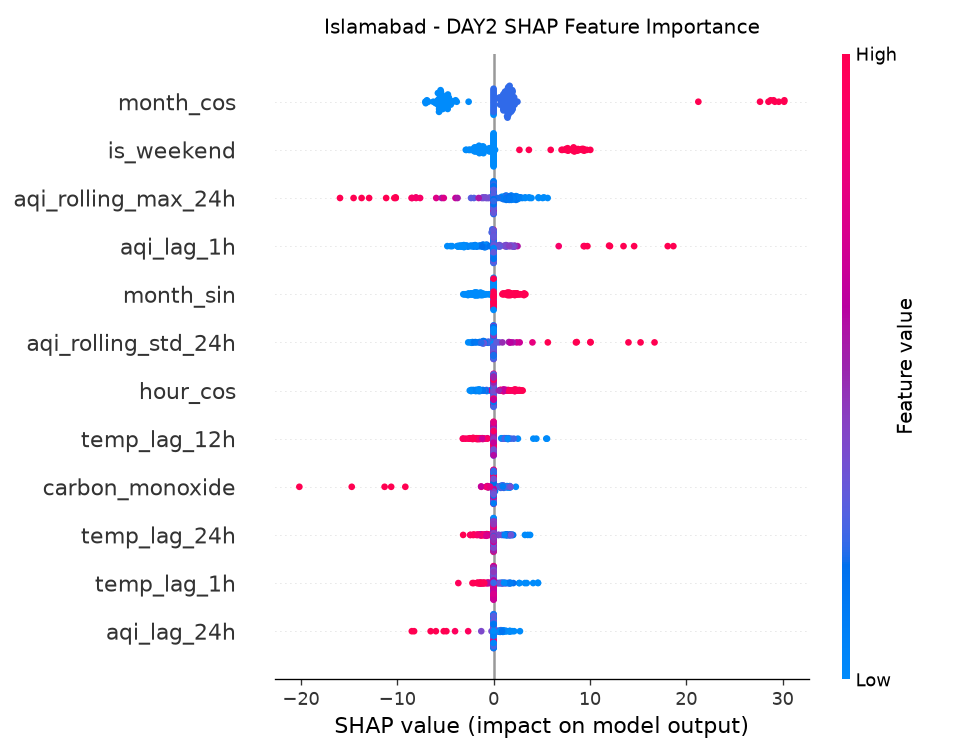 Islamabad - DAY2 SHAP Feature Importance
High
month_cos
is_weekend
aqi_rolling_max_24h
aqi_lag_1h
month_sin
aqi_rolling_std_24h
hour_cos
temp_lag_12h
carbon_monoxide
temp_lag_24h
temp_lag_1h
aqi_lag_24h
Feature value
Low
−20 −10 0 10 20 30
SHAP value (impact on model output)